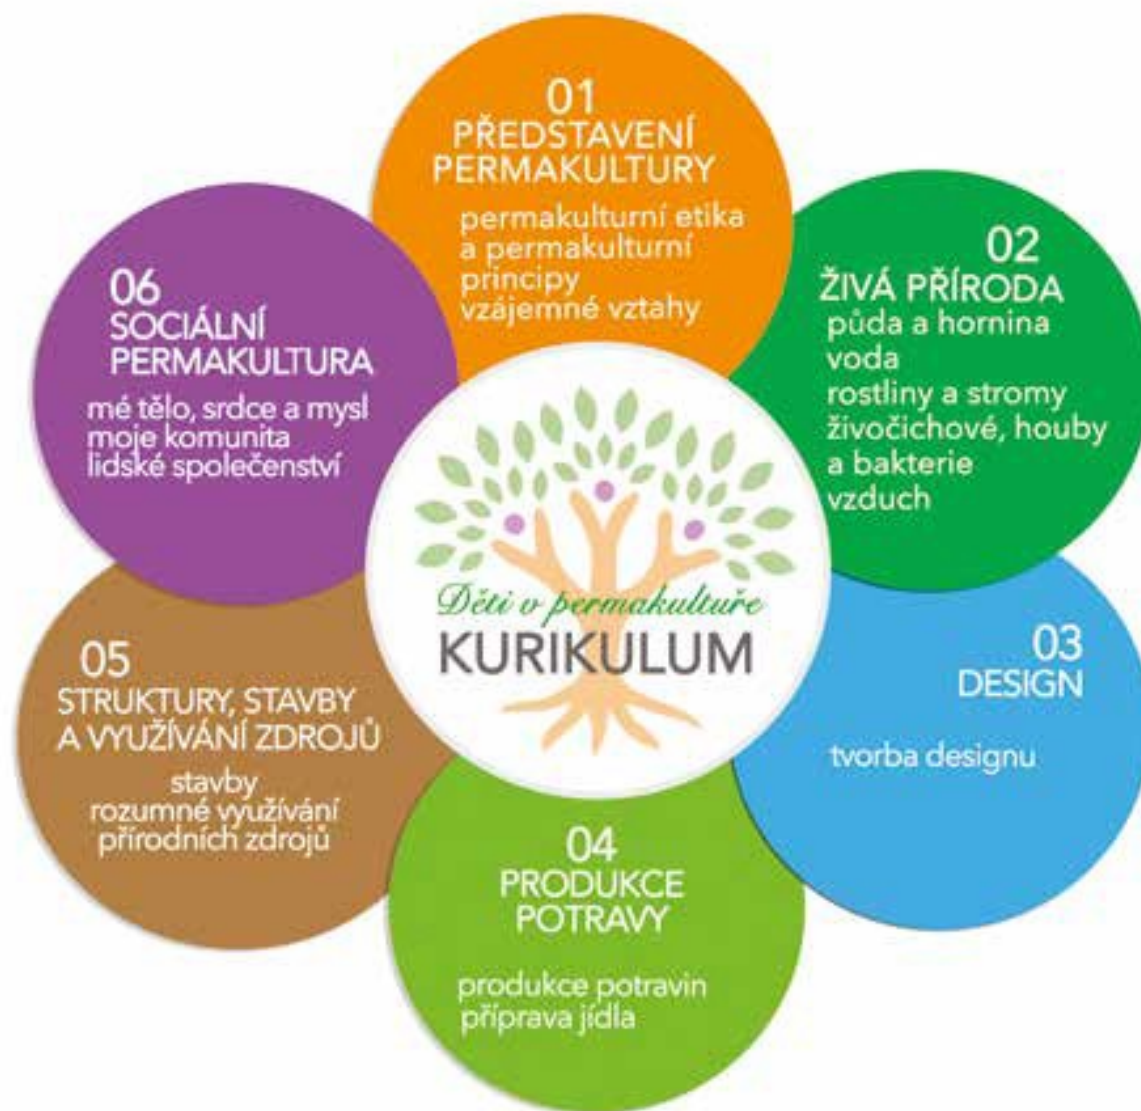 01
PŘEDSTAVENÍ
PERMAKULTURY
permakulturní etika
a permakulturní
principy
vzájemné vztahy
02
ŽIVÁ PŘÍRODA
půda a hornina
voda
rostliny a stromy
živočichové, houby
a bakterie
vzduch
03
DESIGN
tvorba designu
04
PRODUKCE
POTRAVY
produkce potravin
příprava jídla
05
STRUKTURY, STAVBY
A VYUŽÍVÁNÍ ZDROJŮ
stavby
rozumné využívání
přírodních zdrojů
06
SOCIÁLNÍ
PERMAKULTURA
mé tělo, srdce a mysl
moje komunita
lidské společenství
Děti v permakultuře
KURIKULUM